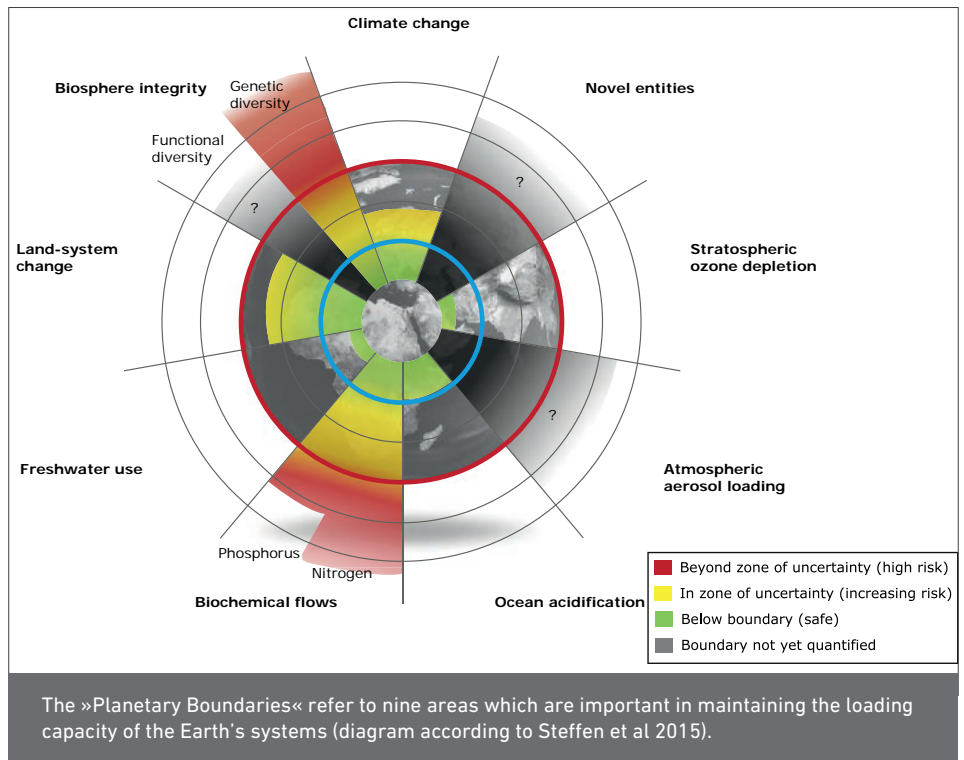 Climate change
Biosphere integrity
Genetic
diversity
Novel entities
Functional
diversity
?
?
Land-system
change
Stratospheric
ozone depletion
?
Freshwater use
Atmospheric
aerosol loading
Phosphorus
Nitrogen
Biochemical flows
Ocean acidification
Beyond zone of uncertainty (high risk)
In zone of uncertainty (increasing risk)
Below boundary (safe)
Boundary not yet quantified
The »Planetary Boundaries« refer to nine areas which are important in maintaining the loading
capacity of the Earth's systems (diagram according to Steffen et al 2015).